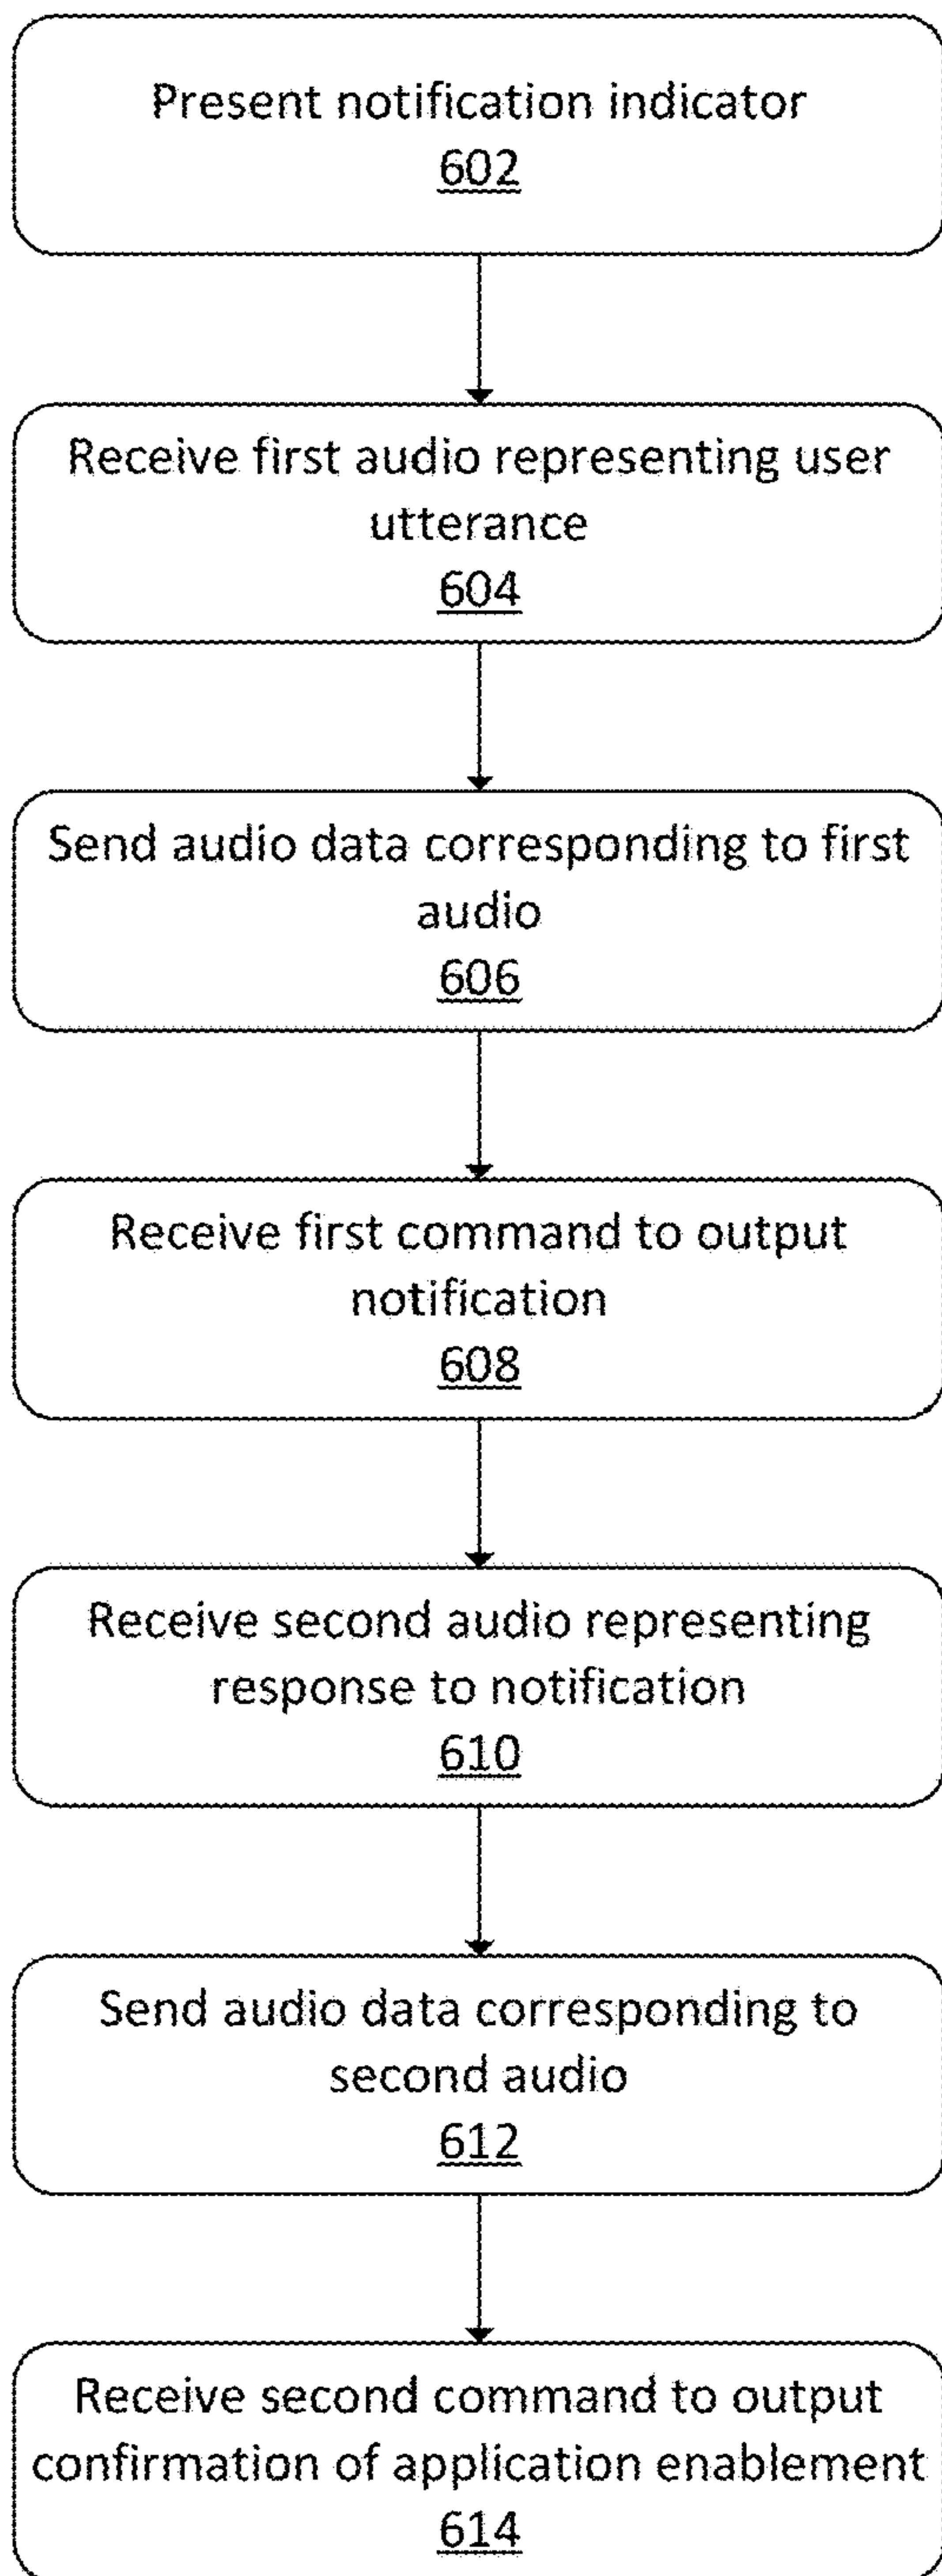 Present notification indicator
602
Receive first audio representing user
utterance
604
Send audio data corresponding to first
audio
606
Receive first command to output
notification
608
Receive second audio representing
response to notification
610
Send audio data corresponding to
second audio
612
Receive second command to output
confirmation of application enablement
614